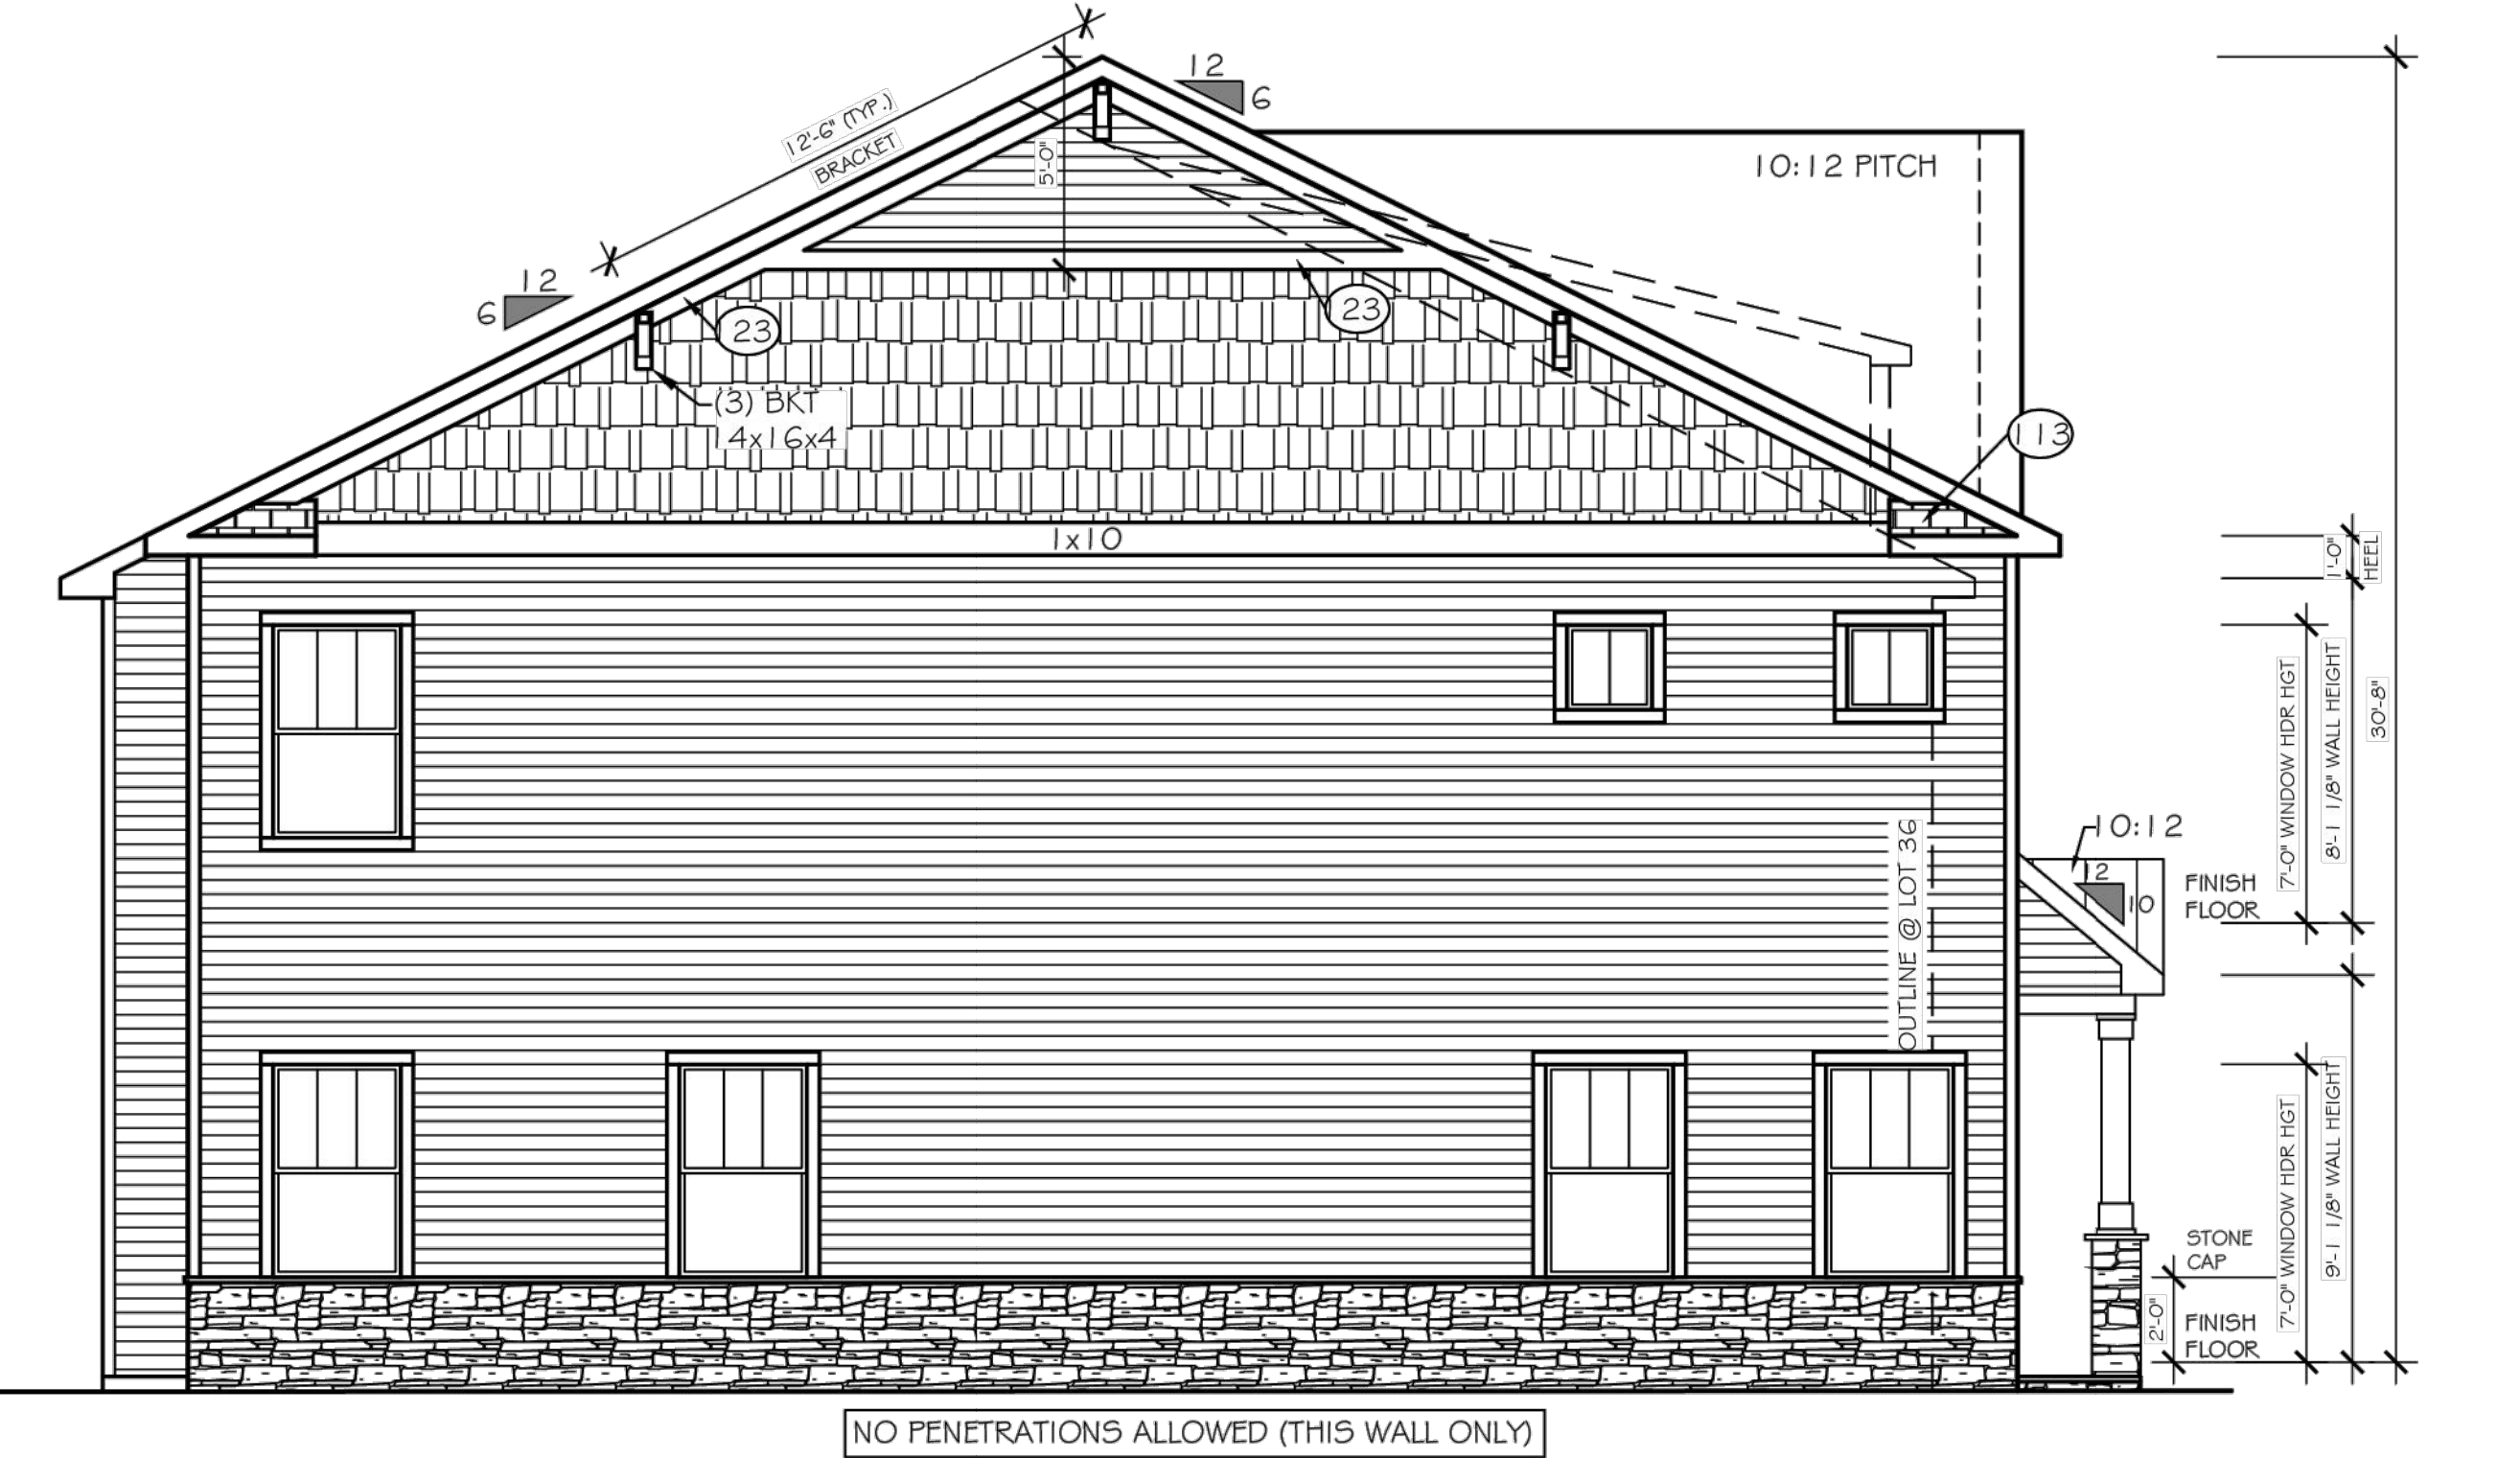 12
6
12'-6" (TYP.)
BRACKET
5'-0"
10:12 PITCH
12
6
23
23
(3) BKT
14x16x4
113
1x10
1'-0"
HEEL
7'-0" WINDOW HDR HGT
8'-1 1/8" WALL HEIGHT
30'-8"
OUTLINE @ LOT 36
10:12
12
10
FINISH
FLOOR
7'-0" WINDOW HDR HGT
9'-1 1/8" WALL HEIGHT
STONE
CAP
2'-0"
FINISH
FLOOR
NO PENETRATIONS ALLOWED (THIS WALL ONLY)